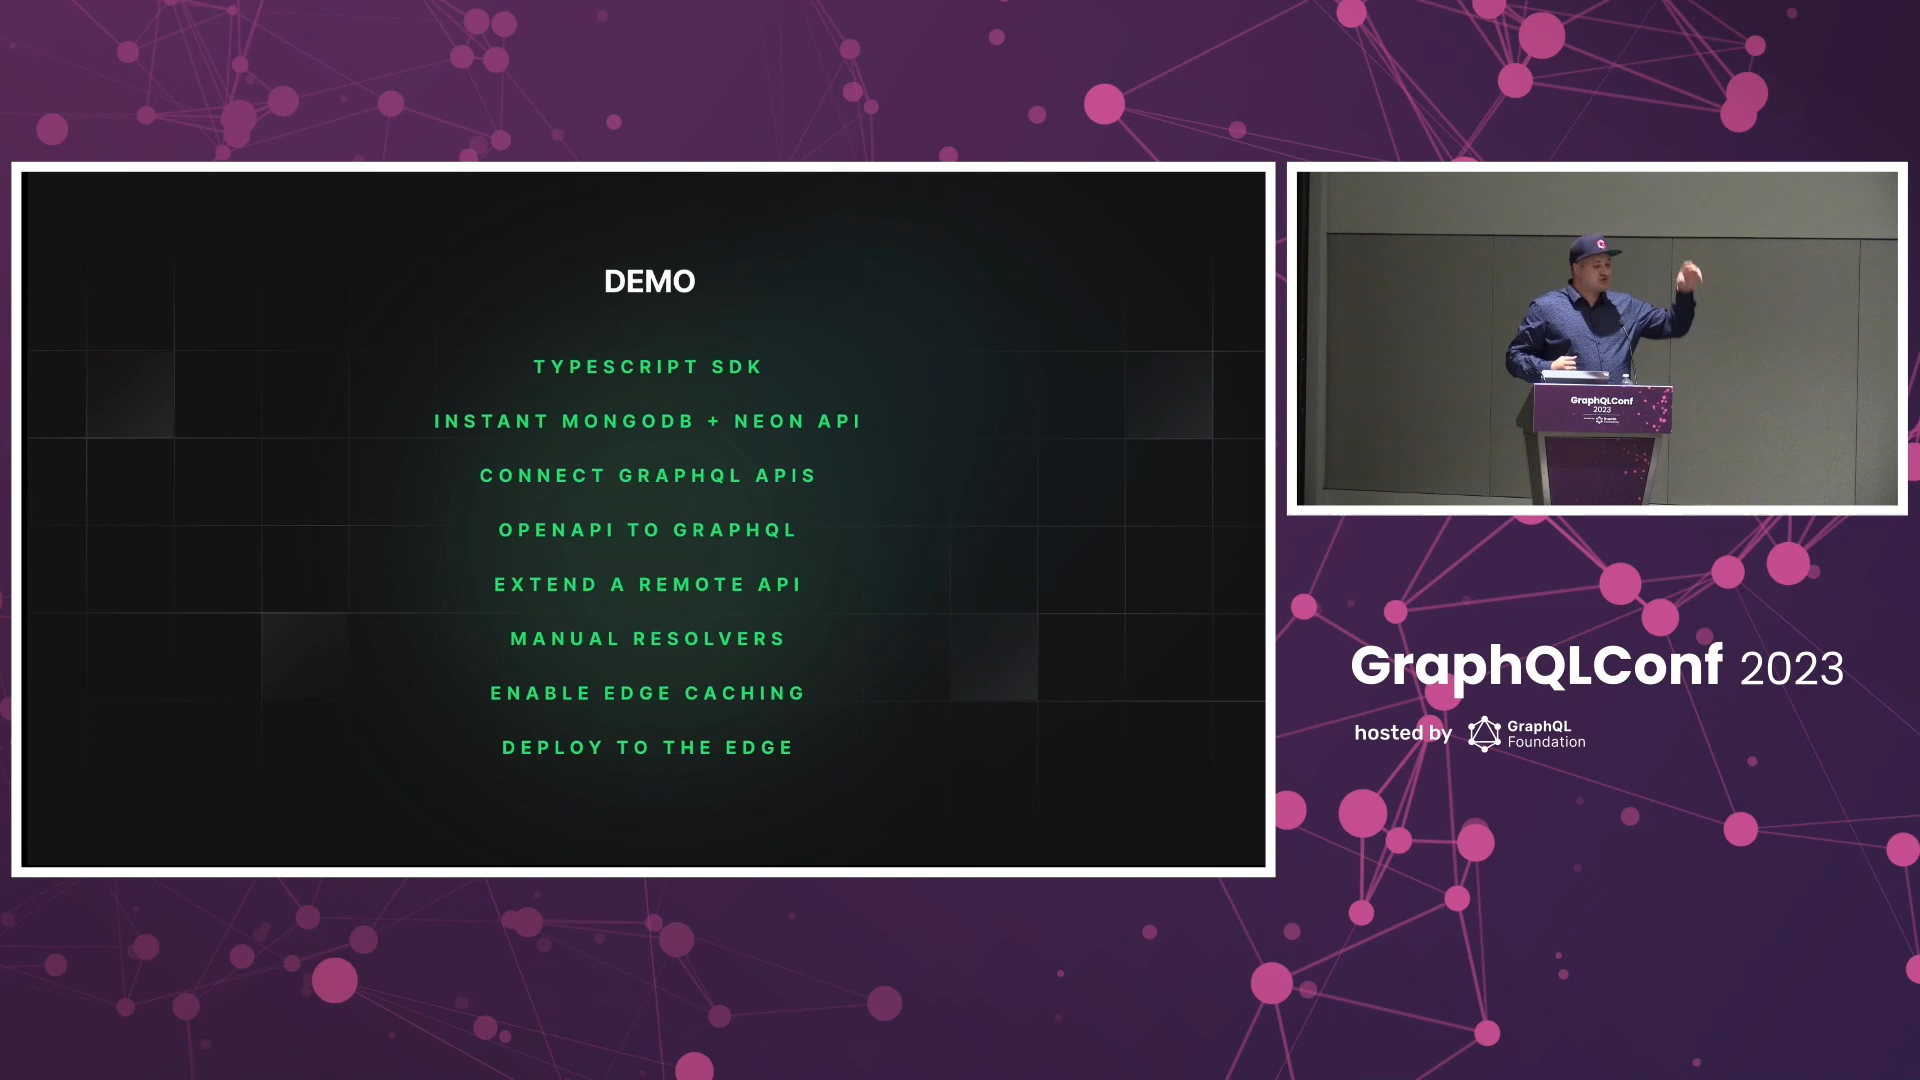 DEMO
TYPESCRIPT SDK
INSTANT MONGODB + NEON API
CONNECT GRAPHQL APIS
OPENAPI TO GRAPHQL
EXTEND A REMOTE API
MANUAL RESOLVERS
ENABLE EDGE CACHING
DEPLOY TO THE EDGE
GraphQLConf
2023
GraphQLConf 2023
hosted by GraphQL Foundation